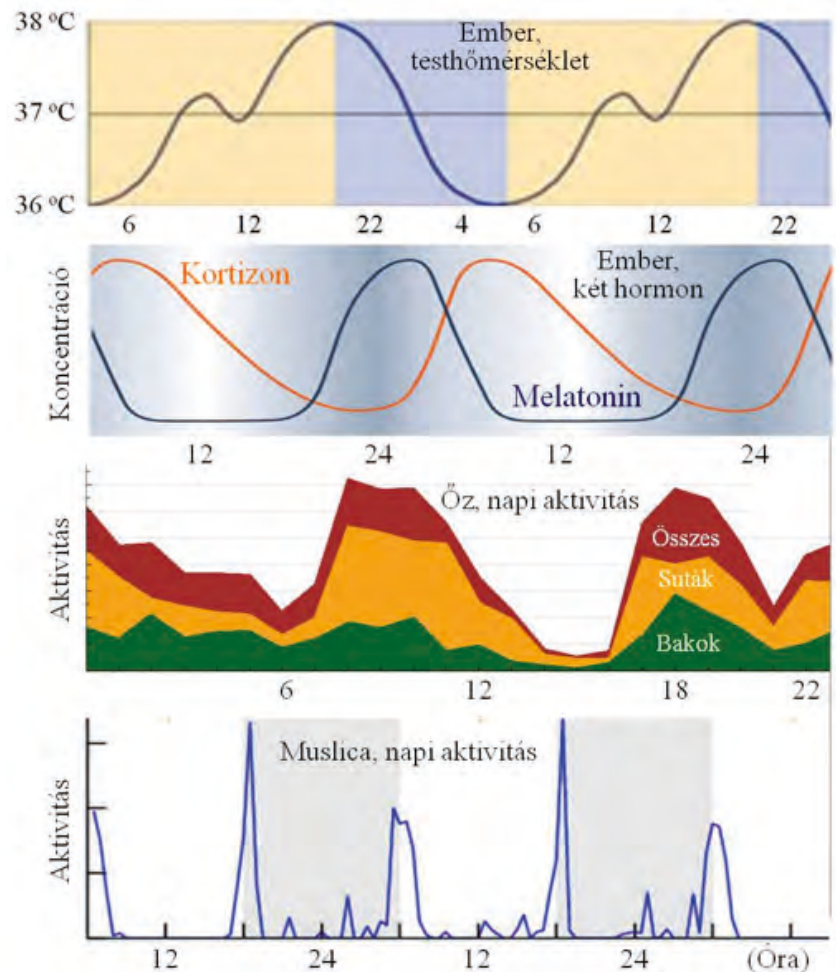 38 ºC
Ember,
testhőmérséklet
37 ºC
36 ºC
6 12 22 4 6 12 22
Koncentráció
Kortizon
Ember,
két hormon
Melatonin
12 24 12 24
Aktivitás
Őz, napi aktivitás
Összes
Suták
Bakok
6 12 18 22
Aktivitás
Muslica, napi aktivitás
12 24 12 24 (Óra)